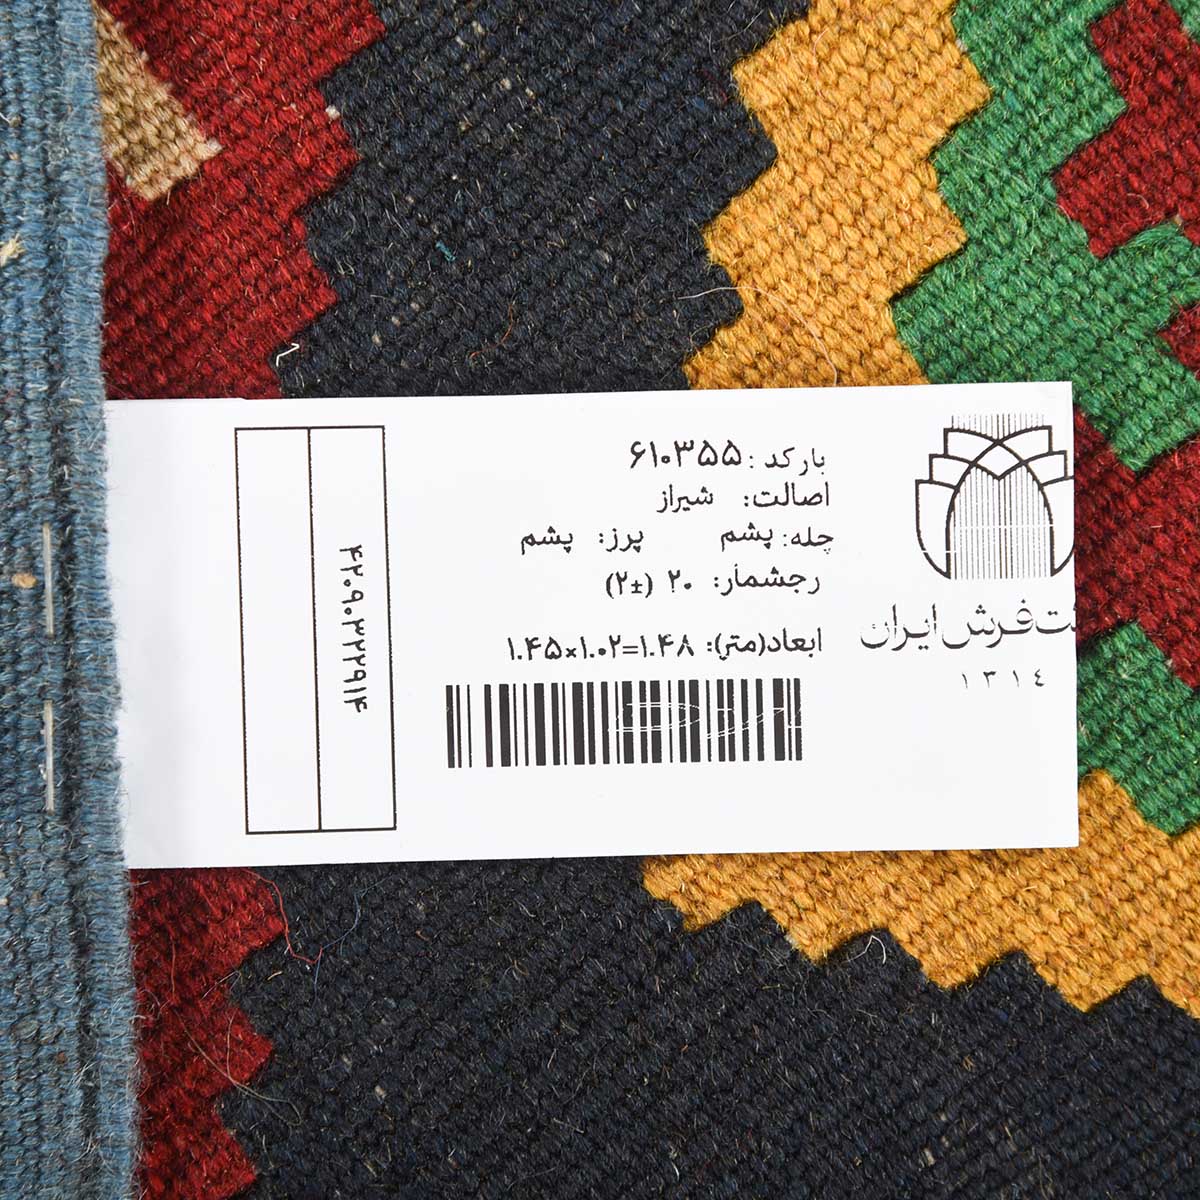 بارکد: ۶۱۰۳۵۵
اصالت: شیراز
چله: پشم پرز: پشم
رجشمار: ۲۰ (±۲)
ابعاد(متر): ۱.۴۵×۱.۰۲=۱.۴۸
فرش ایران
۱۳۱٤
۴۲۰۹۰۳۲۲۹۱۴